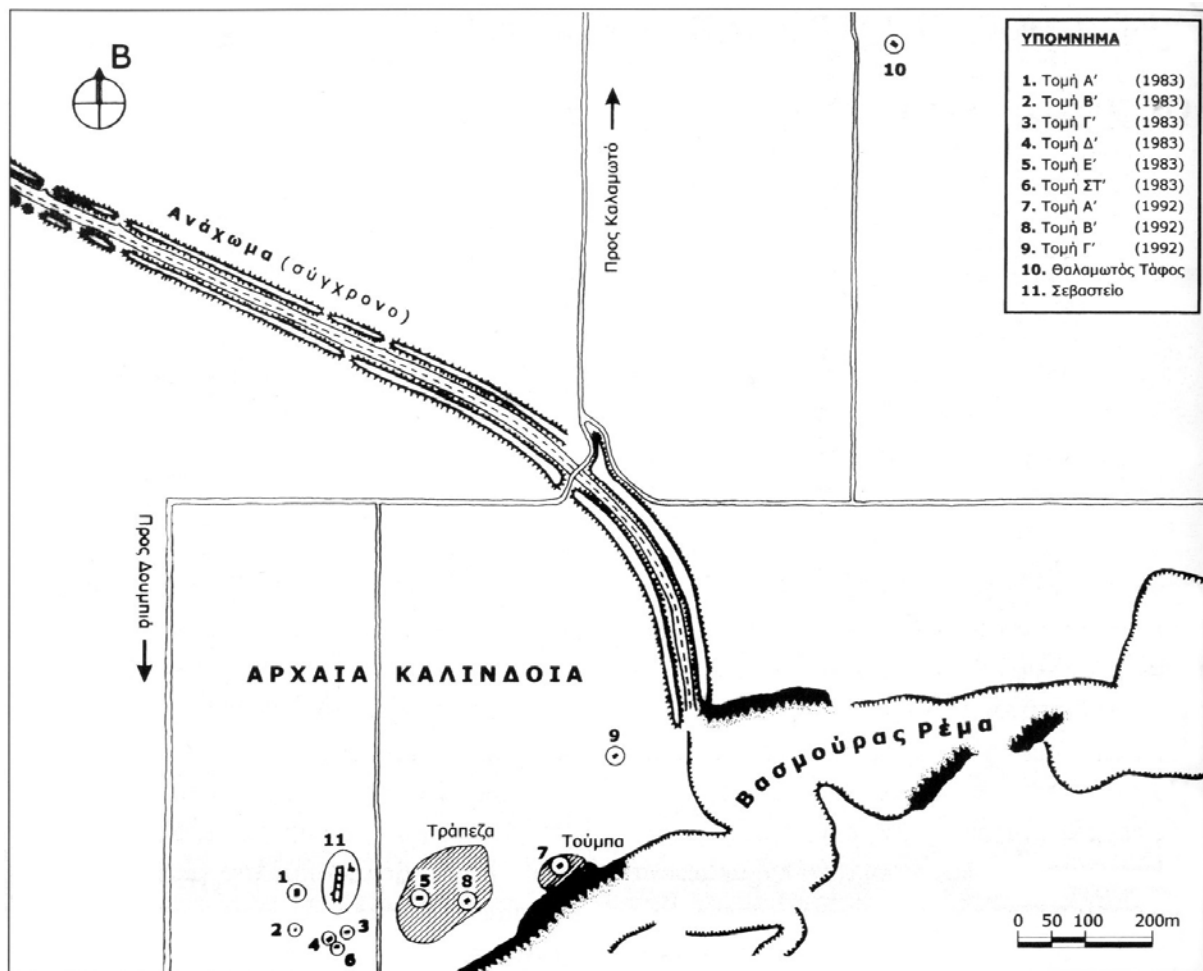 Β
10
ΥΠΟΜΝΗΜΑ
1. Τομή Α' (1983)
2. Τομή Β' (1983)
3. Τομή Γ' (1983)
4. Τομή Δ' (1983)
5. Τομή Ε' (1983)
6. Τομή ΣΤ' (1983)
7. Τομή Α' (1992)
8. Τομή Β' (1992)
9. Τομή Γ' (1992)
10. Θαλαμωτός Τάφος
11. Σεβαστείο
Προς Καλαμωτό
Ανάχωμα (σύγχρονο)
Προς Δουμπιά
ΑΡΧΑΙΑ ΚΑΛΙΝΔΟΙΑ
9
Βασμούρας Ρέμα
Τράπεζα
Τούμπα
11
7
1
5
8
2
3
4
6
0 50 100 200m